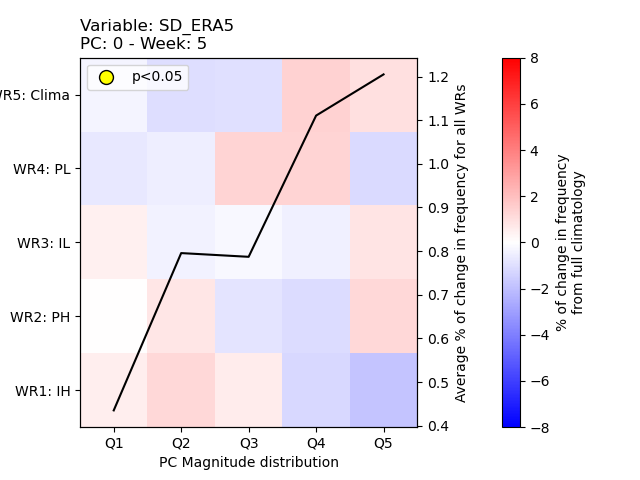 Variable: SD_ERA5
PC: 0 - Week: 5
p<0.05
WR5: Clima
WR4: PL
WR3: IL
WR2: PH
WR1: IH
Q1 Q2 Q3 Q4 Q5
PC Magnitude distribution
1.2
1.1
1.0
0.9
0.8
0.7
0.6
0.5
0.4
Average % of change in frequency for all WRs
8
6
4
2
0
−2
−4
−6
−8
% of change in frequency
from full climatology